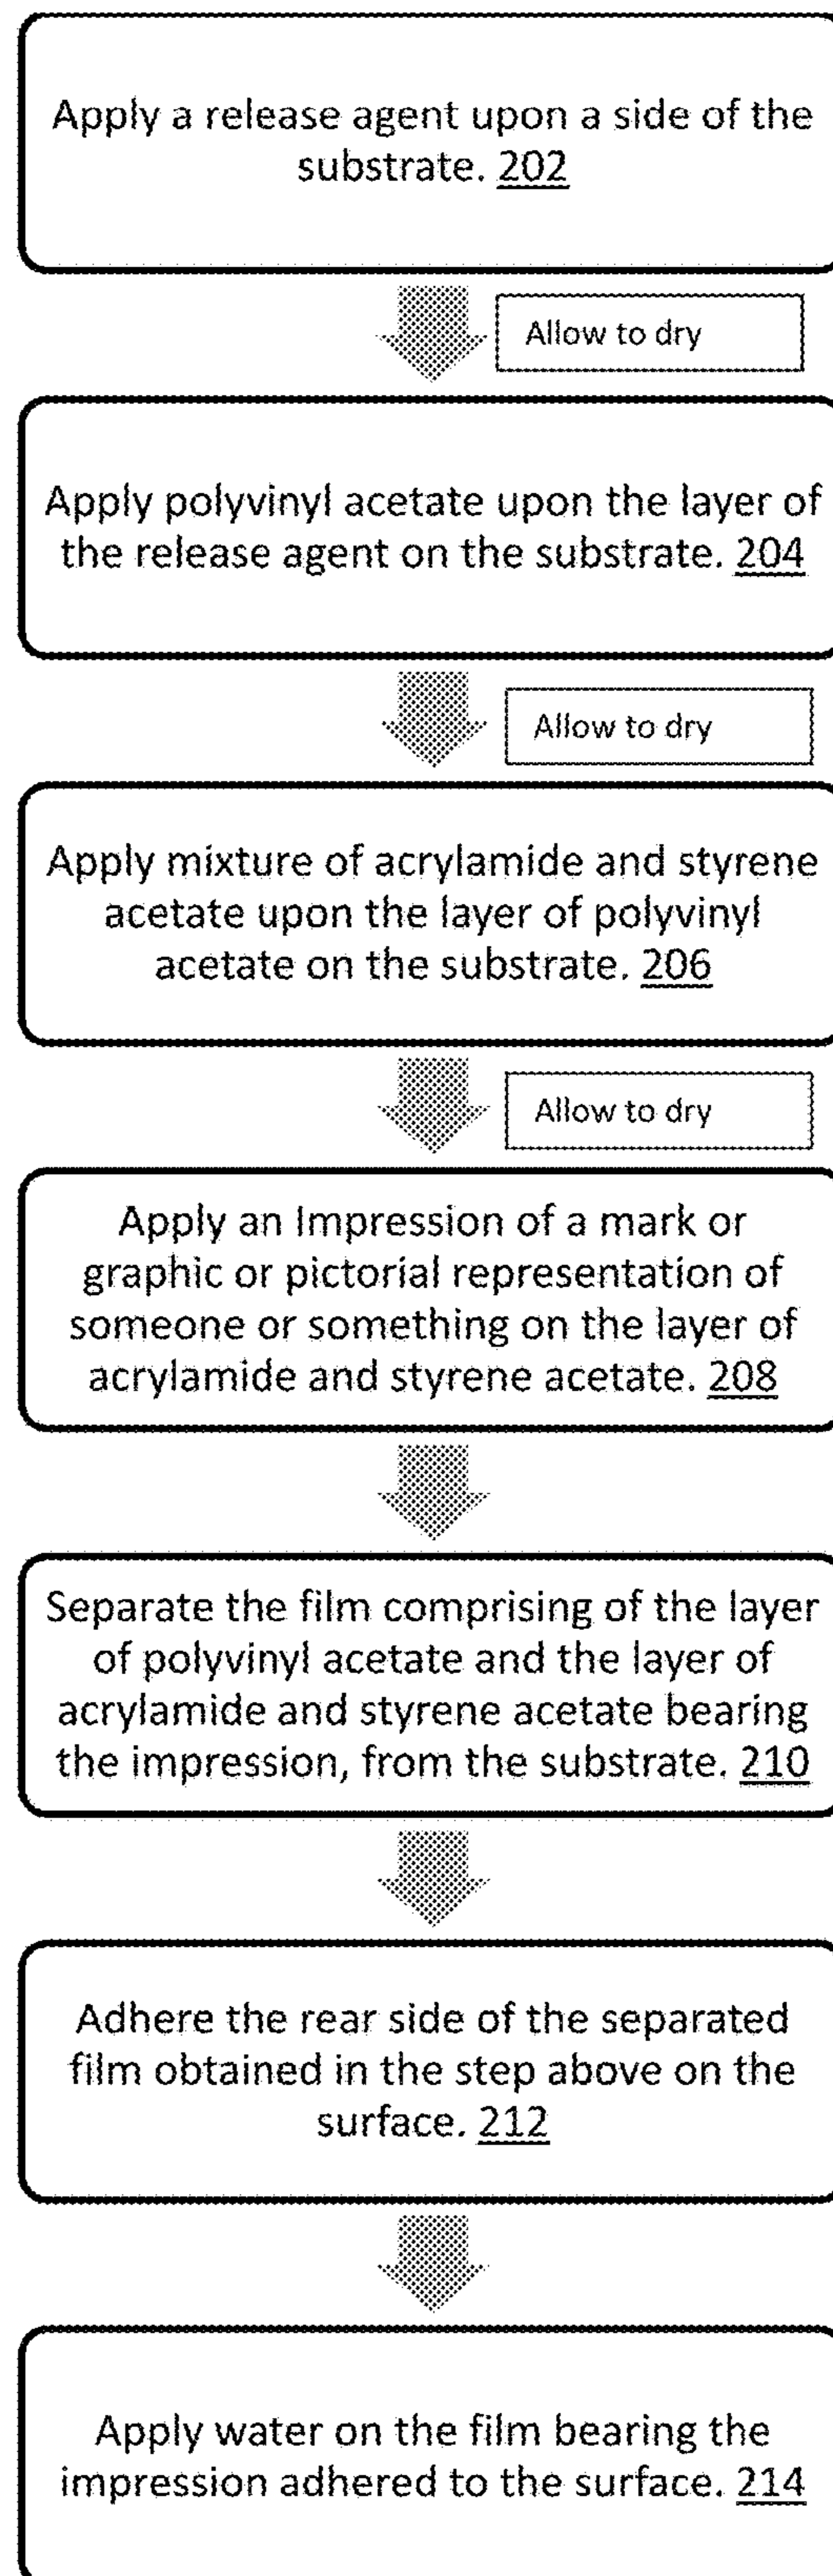 Apply a release agent upon a side of the
substrate. 202
Allow to dry
Apply polyvinyl acetate upon the layer of
the release agent on the substrate. 204
Allow to dry
Apply mixture of acrylamide and styrene
acetate upon the layer of polyvinyl
acetate on the substrate. 206
Allow to dry
Apply an Impression of a mark or
graphic or pictorial representation of
someone or something on the layer of
acrylamide and styrene acetate. 208
Separate the film comprising of the layer
of polyvinyl acetate and the layer of
acrylamide and styrene acetate bearing
the impression, from the substrate. 210
Adhere the rear side of the separated
film obtained in the step above on the
surface. 212
Apply water on the film bearing the
impression adhered to the surface. 214